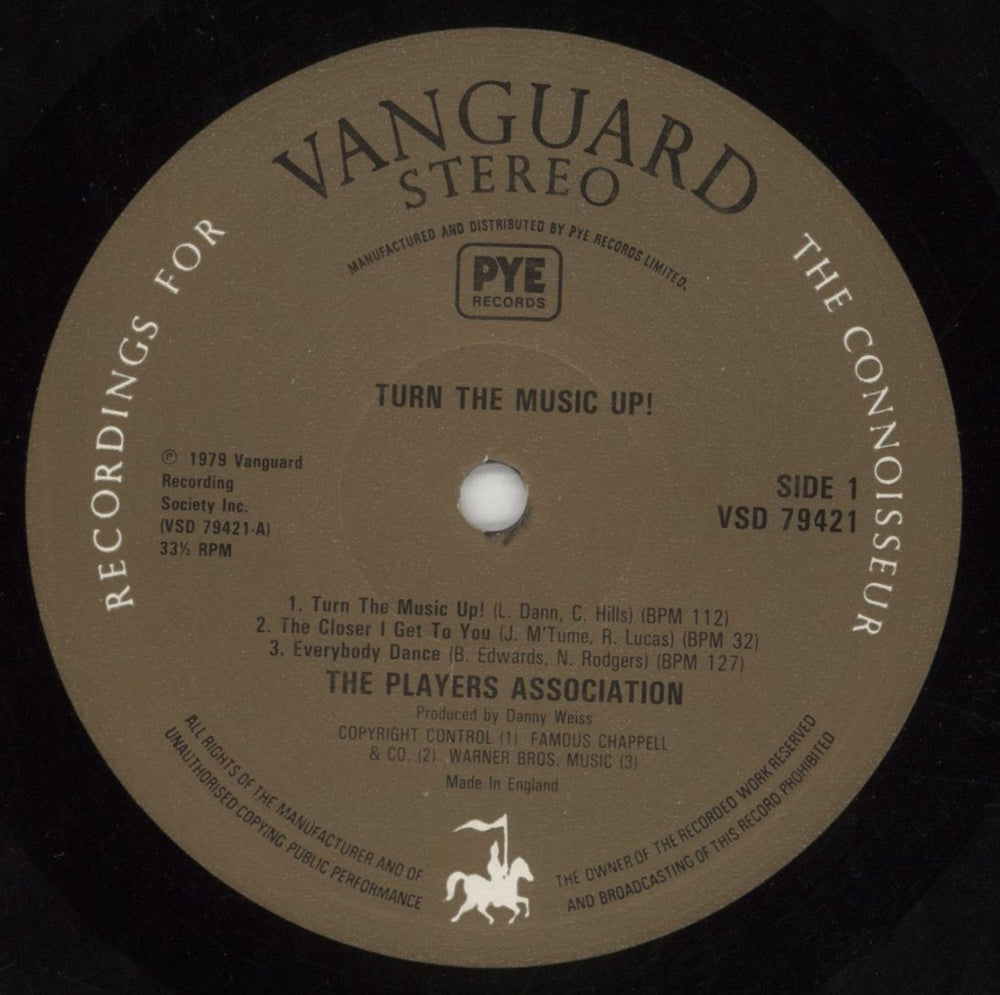 VANGUARD
STEREO
RECORDINGS FOR
THE CONNOISSEUR
MANUFACTURED AND DISTRIBUTED BY PYE RECORDS LIMITED.
PYE
RECORDS
TURN THE MUSIC UP!
℗ 1979 Vanguard
Recording
Society Inc.
(VSD 79421-A)
33⅓ RPM
SIDE 1
VSD 79421
1. Turn The Music Up! (L. Dann, C. Hills) (BPM 112)
2. The Closer I Get To You (J. M'Tume, R. Lucas) (BPM 32)
3. Everybody Dance (B. Edwards, N. Rodgers) (BPM 127)
THE PLAYERS ASSOCIATION
Produced by Danny Weiss
COPYRIGHT CONTROL (1) FAMOUS CHAPPELL
& CO. (2) WARNER BROS. MUSIC (3)
Made In England
ALL RIGHTS OF THE MANUFACTURER AND OF
THE OWNER OF THE RECORDED WORK RESERVED
UNAUTHORISED COPYING PUBLIC PERFORMANCE
AND BROADCASTING OF THIS RECORD PROHIBITED